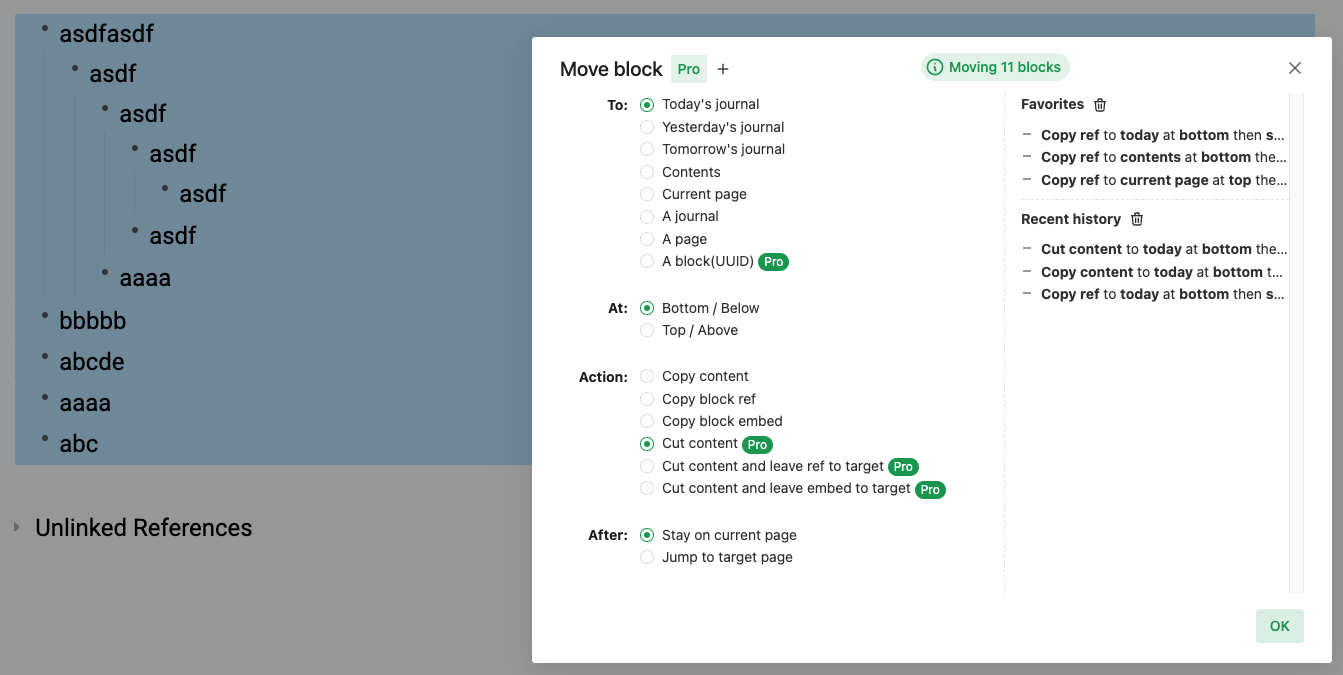 asdfasdf
asdf
asdf
asdf
asdf
asdf
aaaa
bbbbb
abcde
aaaa
abc
Unlinked References
Move block Pro +
Moving 11 blocks
To:
Today's journal
Yesterday's journal
Tomorrow's journal
Contents
Current page
A journal
A page
A block(UUID) Pro
At:
Bottom / Below
Top / Above
Action:
Copy content
Copy block ref
Copy block embed
Cut content Pro
Cut content and leave ref to target Pro
Cut content and leave embed to target Pro
After:
Stay on current page
Jump to target page
Favorites
Copy ref to today at bottom then s...
Copy ref to contents at bottom the...
Copy ref to current page at top the...
Recent history
Cut content to today at bottom the...
Copy content to today at bottom t...
Copy ref to today at bottom then s...
OK